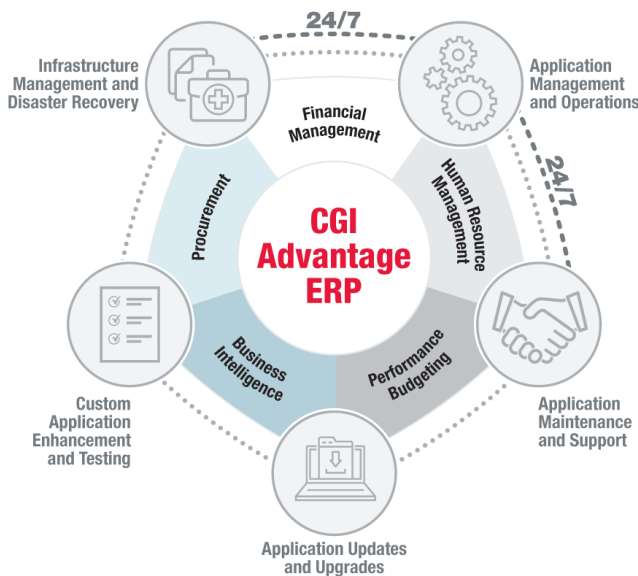 24/7
Infrastructure
Management and
Disaster Recovery
Application
Management
and Operations
Financial
Management
24/7
Human Resource
Management
Procurement
CGI
Advantage
ERP
Business
Intelligence
Performance
Budgeting
Custom
Application
Enhancement
and Testing
Application
Maintenance
and Support
Application Updates
and Upgrades